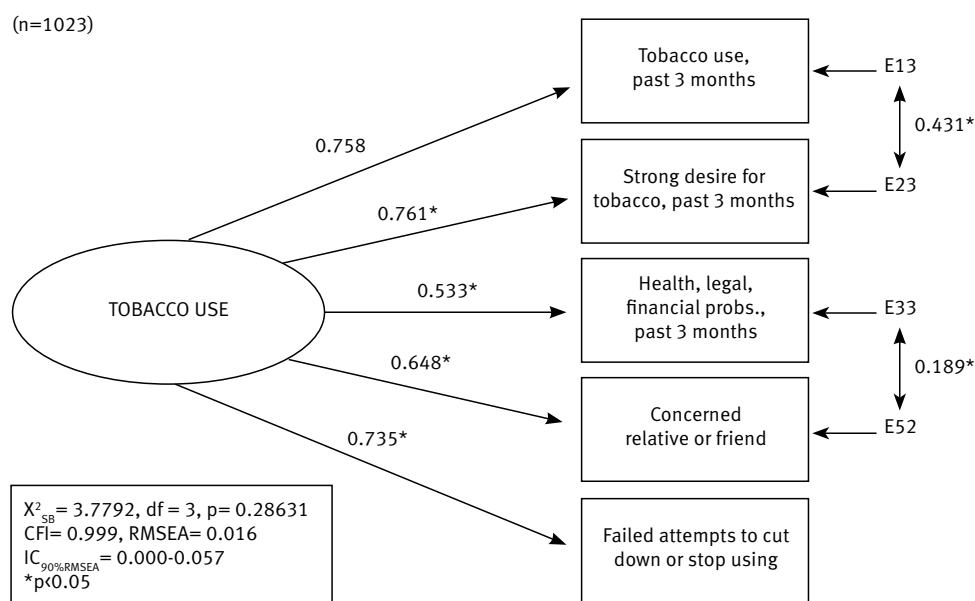 (n=1023)
Tobacco use,
past 3 months
E13
0.431*
0.758
Strong desire for
tobacco, past 3 months
E23
0.761*
TOBACCO USE
0.533*
Health, legal,
financial probs.,
past 3 months
E33
0.189*
0.648*
Concerned
relative or friend
E52
0.735*
Failed attempts to cut
down or stop using
X²SB= 3.7792, df = 3, p= 0.28631
CFI= 0.999, RMSEA= 0.016
IC90%RMSEA= 0.000-0.057
*p<0.05